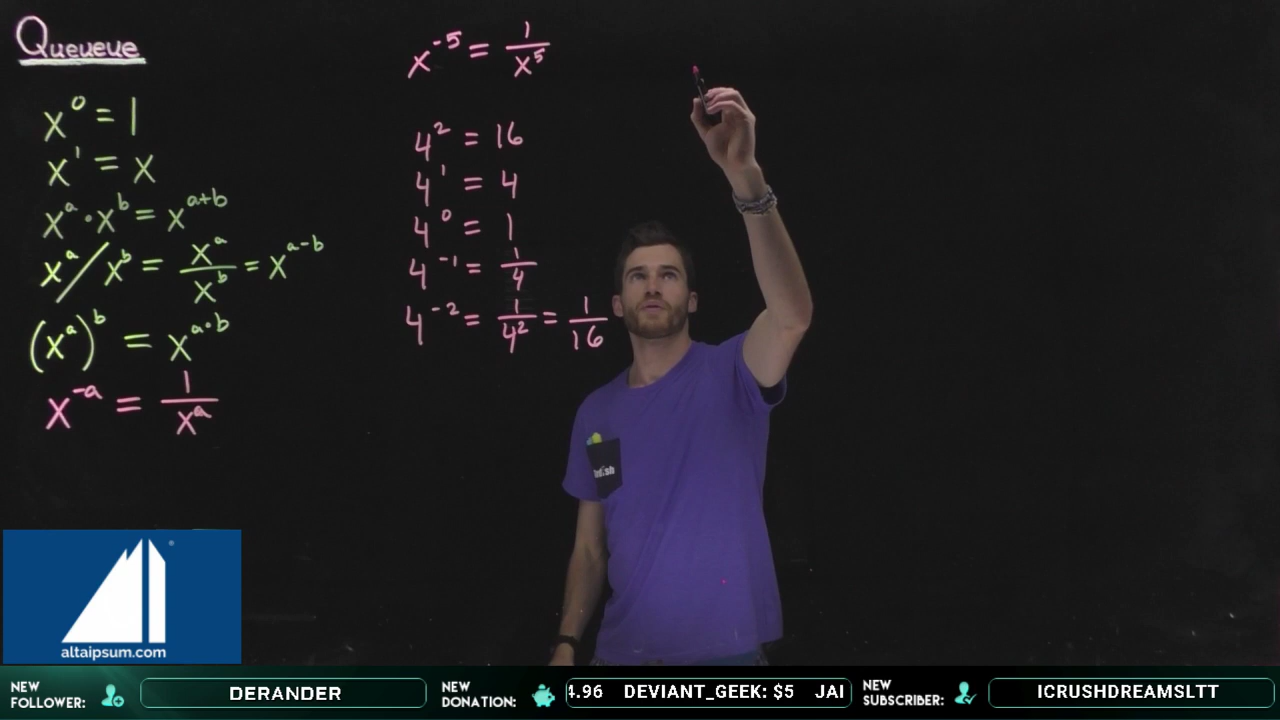 Queueue
x⁰ = 1
x¹ = x
xᵃ · xᵇ = xᵃ⁺ᵇ
xᵃ / xᵇ = xᵃ/xᵇ = xᵃ⁻ᵇ
(xᵃ)ᵇ = xᵃ·ᵇ
x⁻ᵃ = 1/xᵃ
x⁻⁵ = 1/x⁵
4² = 16
4¹ = 4
4⁰ = 1
4⁻¹ = 1/4
4⁻² = 1/4² = 1/16
altaipsum.com
NEW FOLLOWER: DERANDER
NEW DONATION: 4.96 DEVIANT_GEEK: $5 JAI
NEW SUBSCRIBER: ICRUSHDREAMSLTT